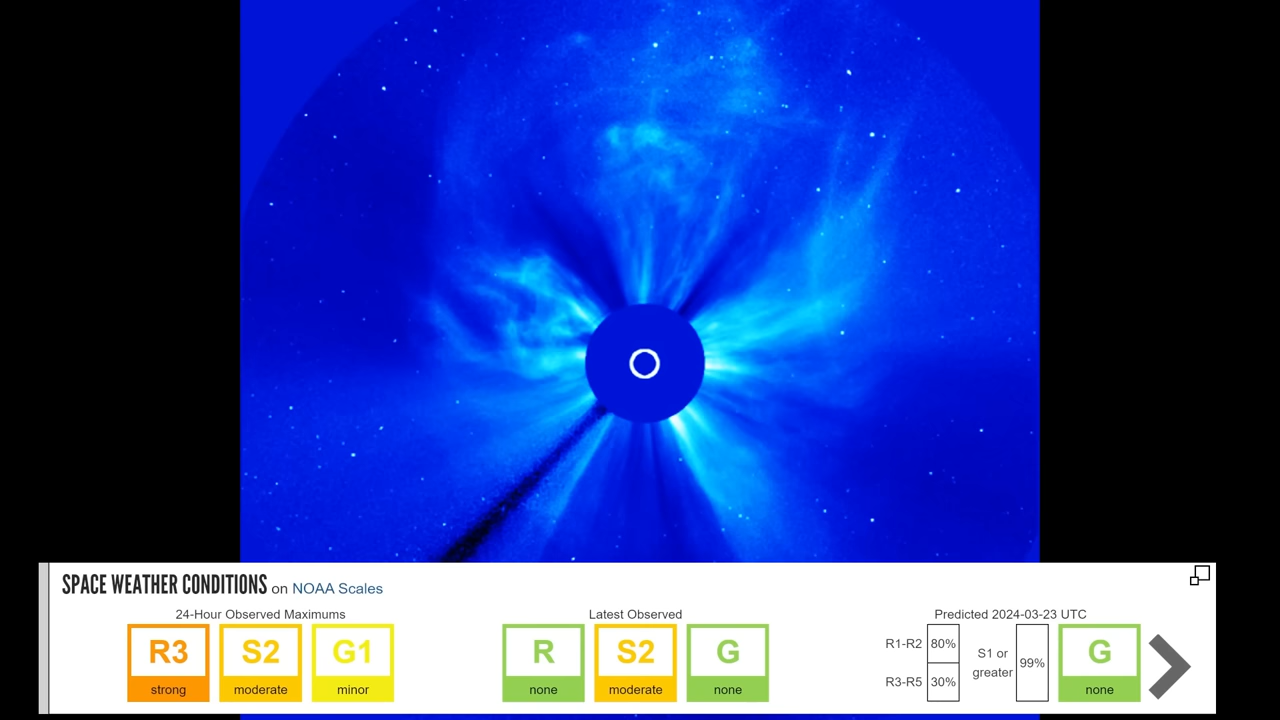 SPACE WEATHER CONDITIONS on NOAA Scales
24-Hour Observed Maximums
R3 S2 G1
strong moderate minor
Latest Observed
R S2 G
none moderate none
Predicted 2024-03-23 UTC
R1-R2 80%
R3-R5 30%
S1 or
greater
99%
G
none